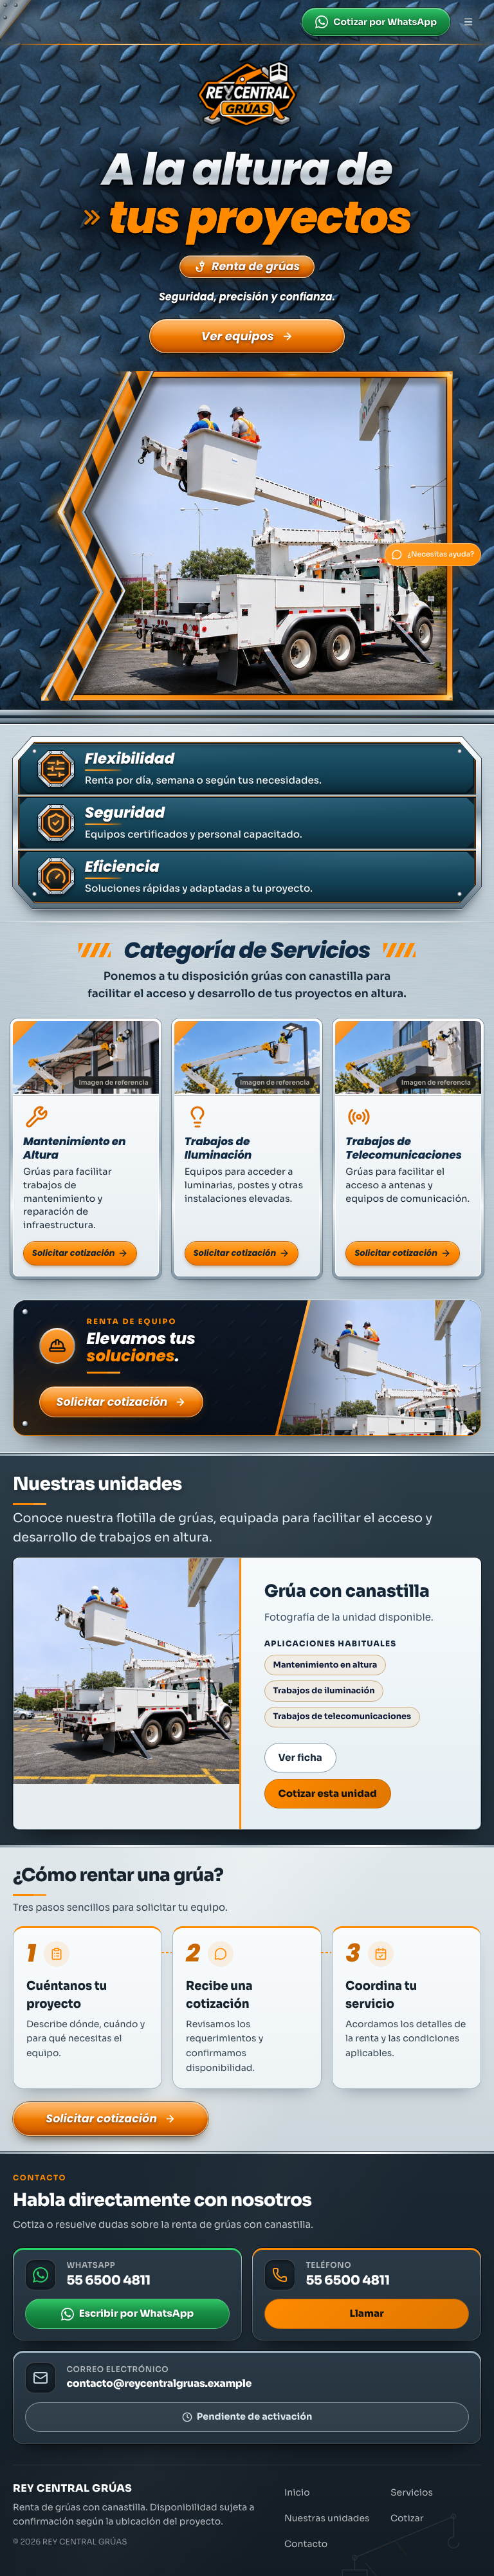 Cotizar por WhatsApp
REY CENTRAL
GRÚAS
A la altura de
tus proyectos
Renta de grúas
Seguridad, precisión y confianza.
Ver equipos
¿Necesitas ayuda?
Flexibilidad
Renta por día, semana o según tus necesidades.
Seguridad
Equipos certificados y personal capacitado.
Eficiencia
Soluciones rápidas y adaptadas a tu proyecto.
Categoría de Servicios
Ponemos a tu disposición grúas con canastilla para
facilitar el acceso y desarrollo de tus proyectos en altura.
Imagen de referencia
Mantenimiento en
Altura
Grúas para facilitar
trabajos de
mantenimiento y
reparación de
infraestructura.
Solicitar cotización
Imagen de referencia
Trabajos de
Iluminación
Equipos para acceder a
luminarias, postes y otras
instalaciones elevadas.
Solicitar cotización
Imagen de referencia
Trabajos de
Telecomunicaciones
Grúas para facilitar el
acceso a antenas y
equipos de comunicación.
Solicitar cotización
RENTA DE EQUIPO
Elevamos tus
soluciones.
Solicitar cotización
Nuestras unidades
Conoce nuestra flotilla de grúas, equipada para facilitar el acceso y
desarrollo de trabajos en altura.
Grúa con canastilla
Fotografía de la unidad disponible.
APLICACIONES HABITUALES
Mantenimiento en altura
Trabajos de iluminación
Trabajos de telecomunicaciones
Ver ficha
Cotizar esta unidad
¿Cómo rentar una grúa?
Tres pasos sencillos para solicitar tu equipo.
1
Cuéntanos tu
proyecto
Describe dónde, cuándo y
para qué necesitas el
equipo.
2
Recibe una
cotización
Revisamos los
requerimientos y
confirmamos
disponibilidad.
3
Coordina tu
servicio
Acordamos los detalles de
la renta y las condiciones
aplicables.
Solicitar cotización
CONTACTO
Habla directamente con nosotros
Cotiza o resuelve dudas sobre la renta de grúas con canastilla.
WHATSAPP
55 6500 4811
Escribir por WhatsApp
TELÉFONO
55 6500 4811
Llamar
CORREO ELECTRÓNICO
contacto@reycentralgruas.example
Pendiente de activación
REY CENTRAL GRÚAS
Renta de grúas con canastilla. Disponibilidad sujeta a
confirmación según la ubicación del proyecto.
© 2026 REY CENTRAL GRÚAS
Inicio
Servicios
Nuestras unidades
Cotizar
Contacto